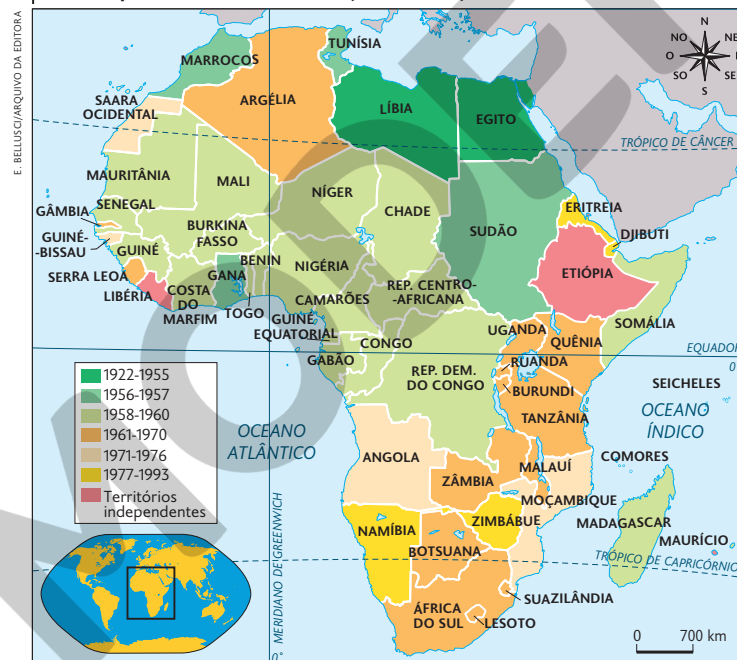 E. BELLUSCI/ARQUIVO DA EDITORA
N
NO
NE
O
SO
SE
S
TUNÍSIA
MARROCOS
ARGÉLIA
LÍBIA
EGITO
SAARA
OCIDENTAL
TRÓPICO DE CÂNCER
MAURITÂNIA
MALI
NÍGER
CHADE
SUDÃO
ERITREIA
SENEGAL
GÂMBIA
GUINÉ-
-BISSAU
GUINÉ
BURKINA
FASSO
DJIBUTI
SERRA LEOA
LIBÉRIA
COSTA
DO
MARFIM
GANA
TOGO
BENIN
NIGÉRIA
CAMARÕES
REP. CENTRO-
-AFRICANA
ETIÓPIA
SOMÁLIA
GUINÉ
EQUATORIAL
GABÃO
CONGO
REP. DEM.
DO CONGO
UGANDA
QUÊNIA
RUANDA
BURUNDI
TANZÂNIA
EQUADOR
0
SEICHELES
OCEANO
ÍNDICO
1922-1955
1956-1957
1958-1960
1961-1970
1971-1976
1977-1993
Territórios
independentes
OCEANO
ATLÂNTICO
ANGOLA
ZÂMBIA
MALAUÍ
MOÇAMBIQUE
COMORES
MADAGASCAR
MAURÍCIO
NAMÍBIA
ZIMBÁBUE
BOTSUANA
TRÓPICO DE CAPRICÓRNIO
SUAZILÂNDIA
ÁFRICA
DO SUL
LESOTO
MERIDIANO DE GREENWICH
0°
0 700 km